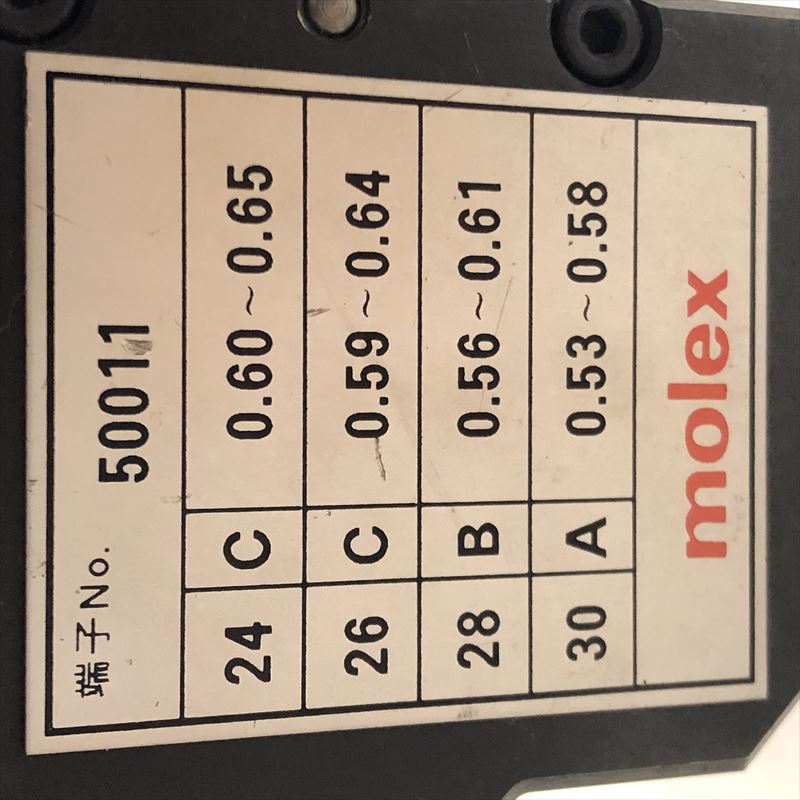 端子No. 50011
24 C 0.60~0.65
26 C 0.59~0.64
28 B 0.56~0.61
30 A 0.53~0.58
molex